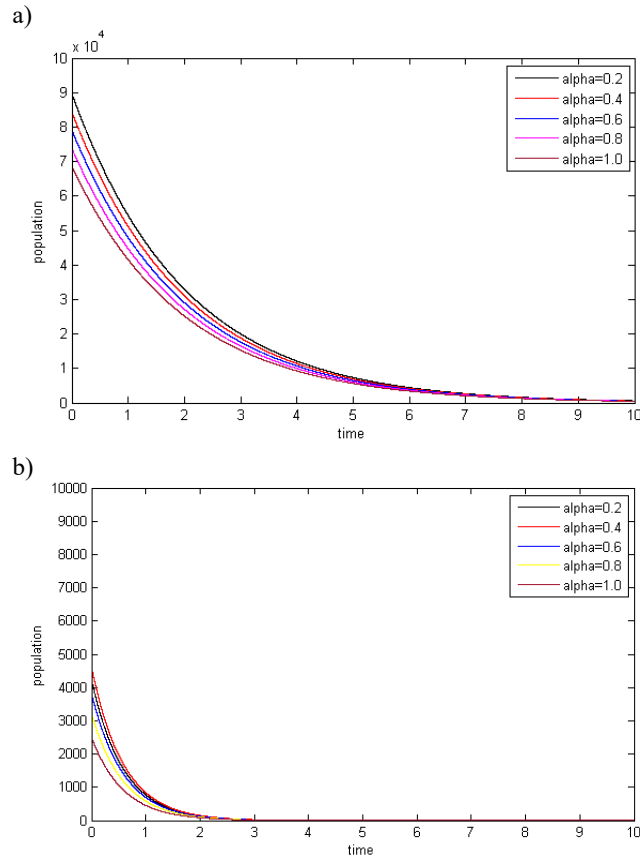 a)
x 10^4
10
9
8
7
6
5
4
3
2
1
0
population
alpha=0.2
alpha=0.4
alpha=0.6
alpha=0.8
alpha=1.0
0 1 2 3 4 5 6 7 8 9 10
time
b)
10000
9000
8000
7000
6000
5000
4000
3000
2000
1000
0
population
alpha=0.2
alpha=0.4
alpha=0.6
alpha=0.8
alpha=1.0
0 1 2 3 4 5 6 7 8 9 10
time